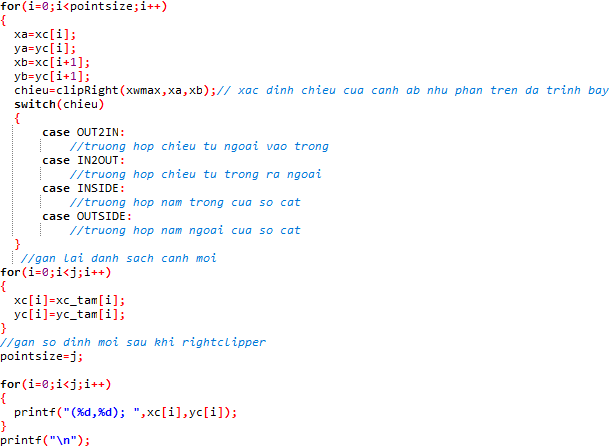 for(i=0;i<pointsize;i++)
{
xa=xc[i];
ya=yc[i];
xb=xc[i+1];
yb=yc[i+1];
chieu=clipRight(xwmax,xa,xb);// xac dinh chieu cua canh ab nhu phan tren da trinh bay
switch(chieu)
{
case OUT2IN:
//truong hop chieu tu ngoai vao trong
case IN2OUT:
//truong hop chieu tu trong ra ngoai
case INSIDE:
//truong hop nam trong cua so cat
case OUTSIDE:
//truong hop nam ngoai cua so cat
}
//gan lai danh sach canh moi
for(i=0;i<j;i++)
{
xc[i]=xc_tam[i];
yc[i]=yc_tam[i];
}
//gan so dinh moi sau khi rightclipper
pointsize=j;
for(i=0;i<j;i++)
{
printf("(%d,%d); ",xc[i],yc[i]);
}
printf("\n");